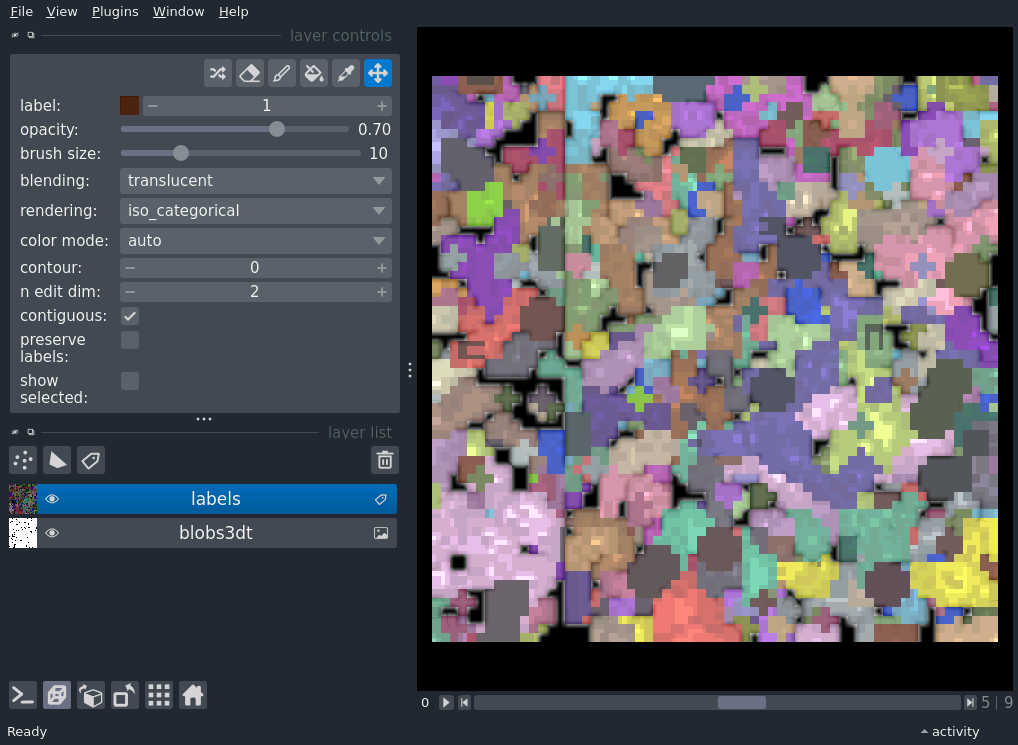 File View Plugins Window Help
layer controls
label: 1
opacity: 0.70
brush size: 10
blending: translucent
rendering: iso_categorical
color mode: auto
contour: 0
n edit dim: 2
contiguous:
preserve
labels:
show
selected:
layer list
labels
blobs3dt
0 5 | 9
Ready activity